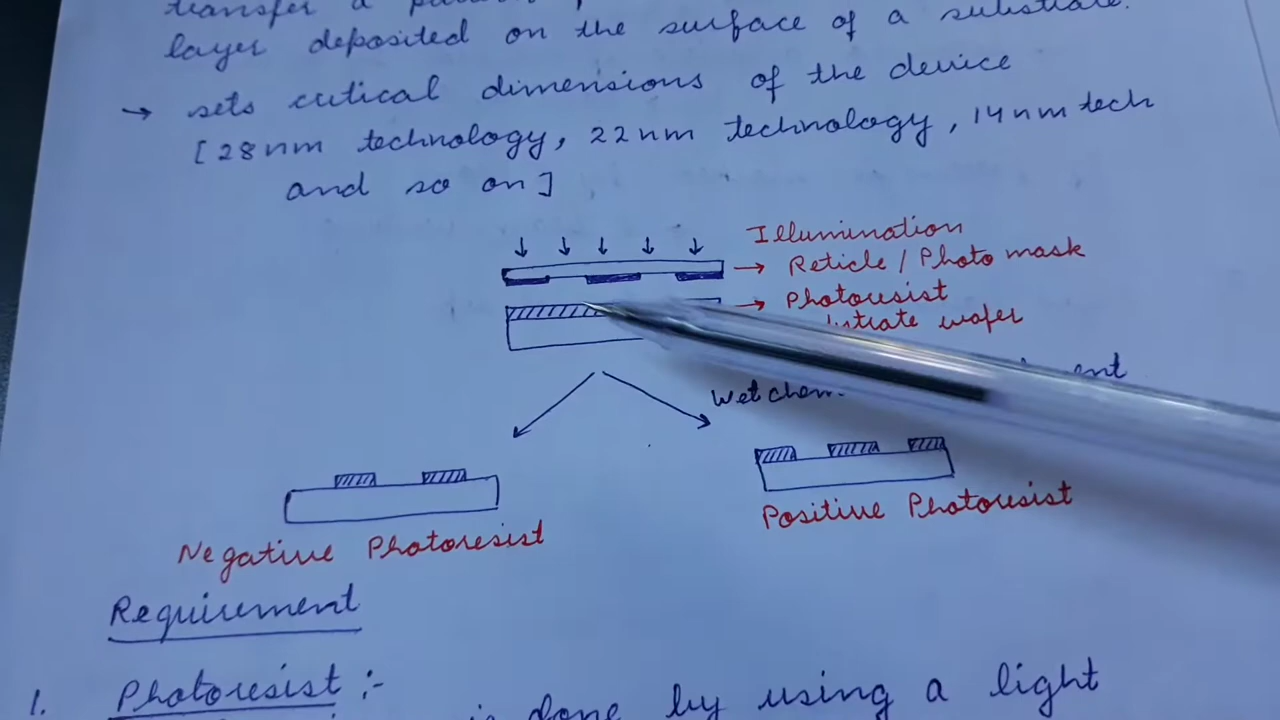 transfer a
layer deposited on the surface of a substrate.
→ sets critical dimensions of the device
[28nm technology, 22nm technology, 14nm tech
and so on]
Illumination
→ Reticle / Photo mask
→ Photoresist
wafer
Wet chem
Negative Photoresist
Positive Photoresist
Requirement
1. Photoresist :-
is done by using a light